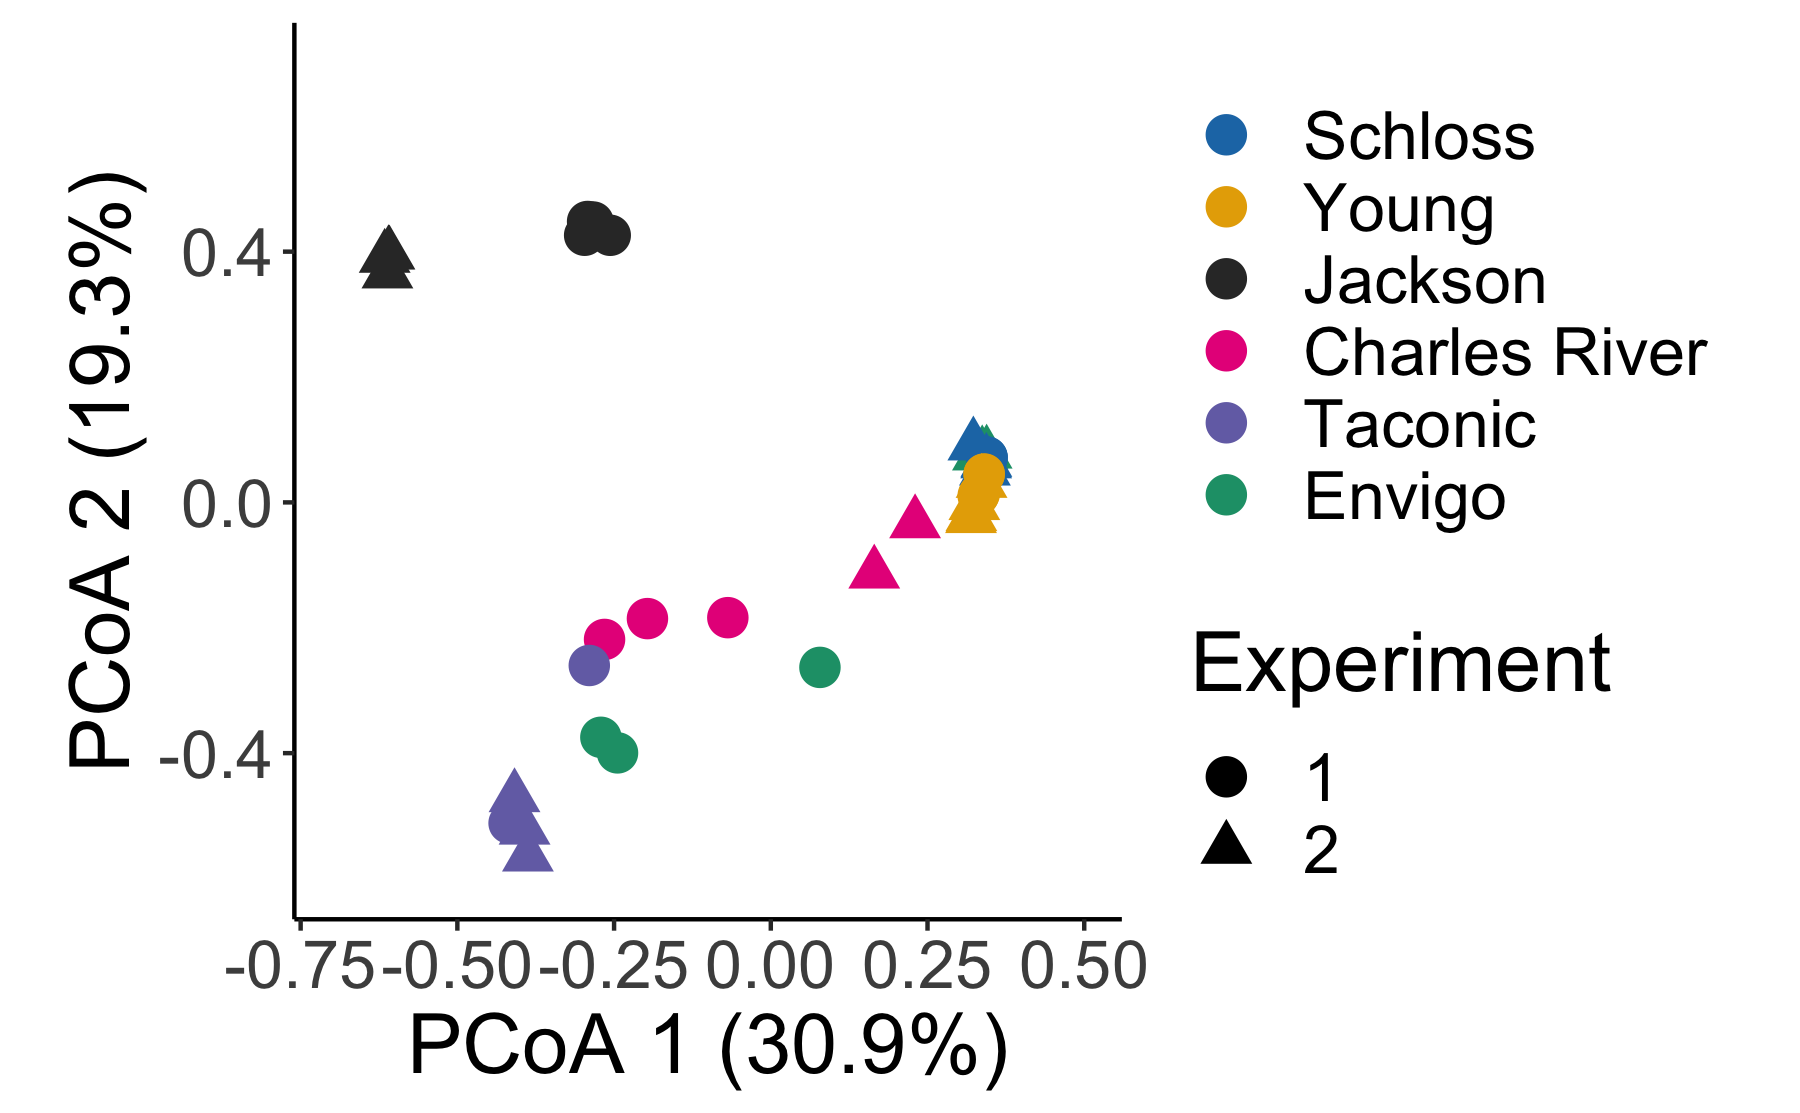 PCoA 2 (19.3%)
0.4
0.0
-0.4
-0.75 -0.50 -0.25 0.00 0.25 0.50
PCoA 1 (30.9%)
Schloss
Young
Jackson
Charles River
Taconic
Envigo
Experiment
1
2